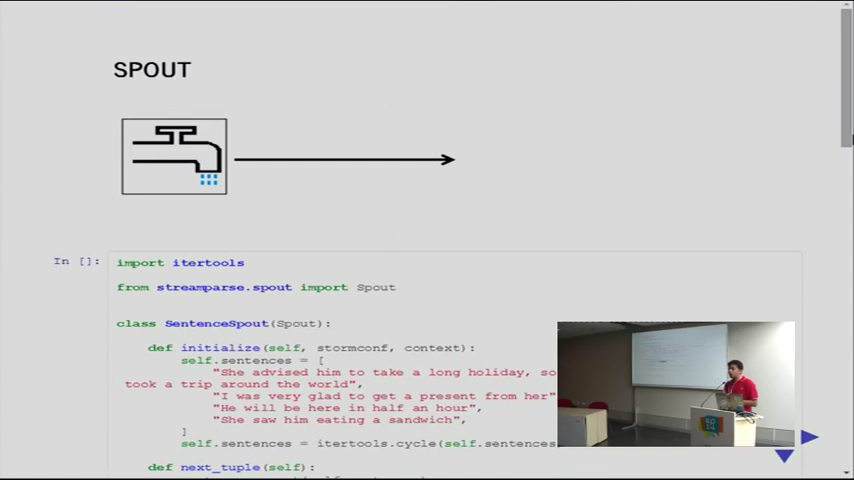 SPOUT
In []:
import itertools
from streamparse.spout import Spout
class SentenceSpout(Spout):
def initialize(self, stormconf, context):
self.sentences = [
"She advised him to take a long holiday, so
took a trip around the world",
"I was very glad to get a present from her"
"He will be here in half an hour",
"She saw him eating a sandwich",
]
self.sentences = itertools.cycle(self.sentences
def next_tuple(self):